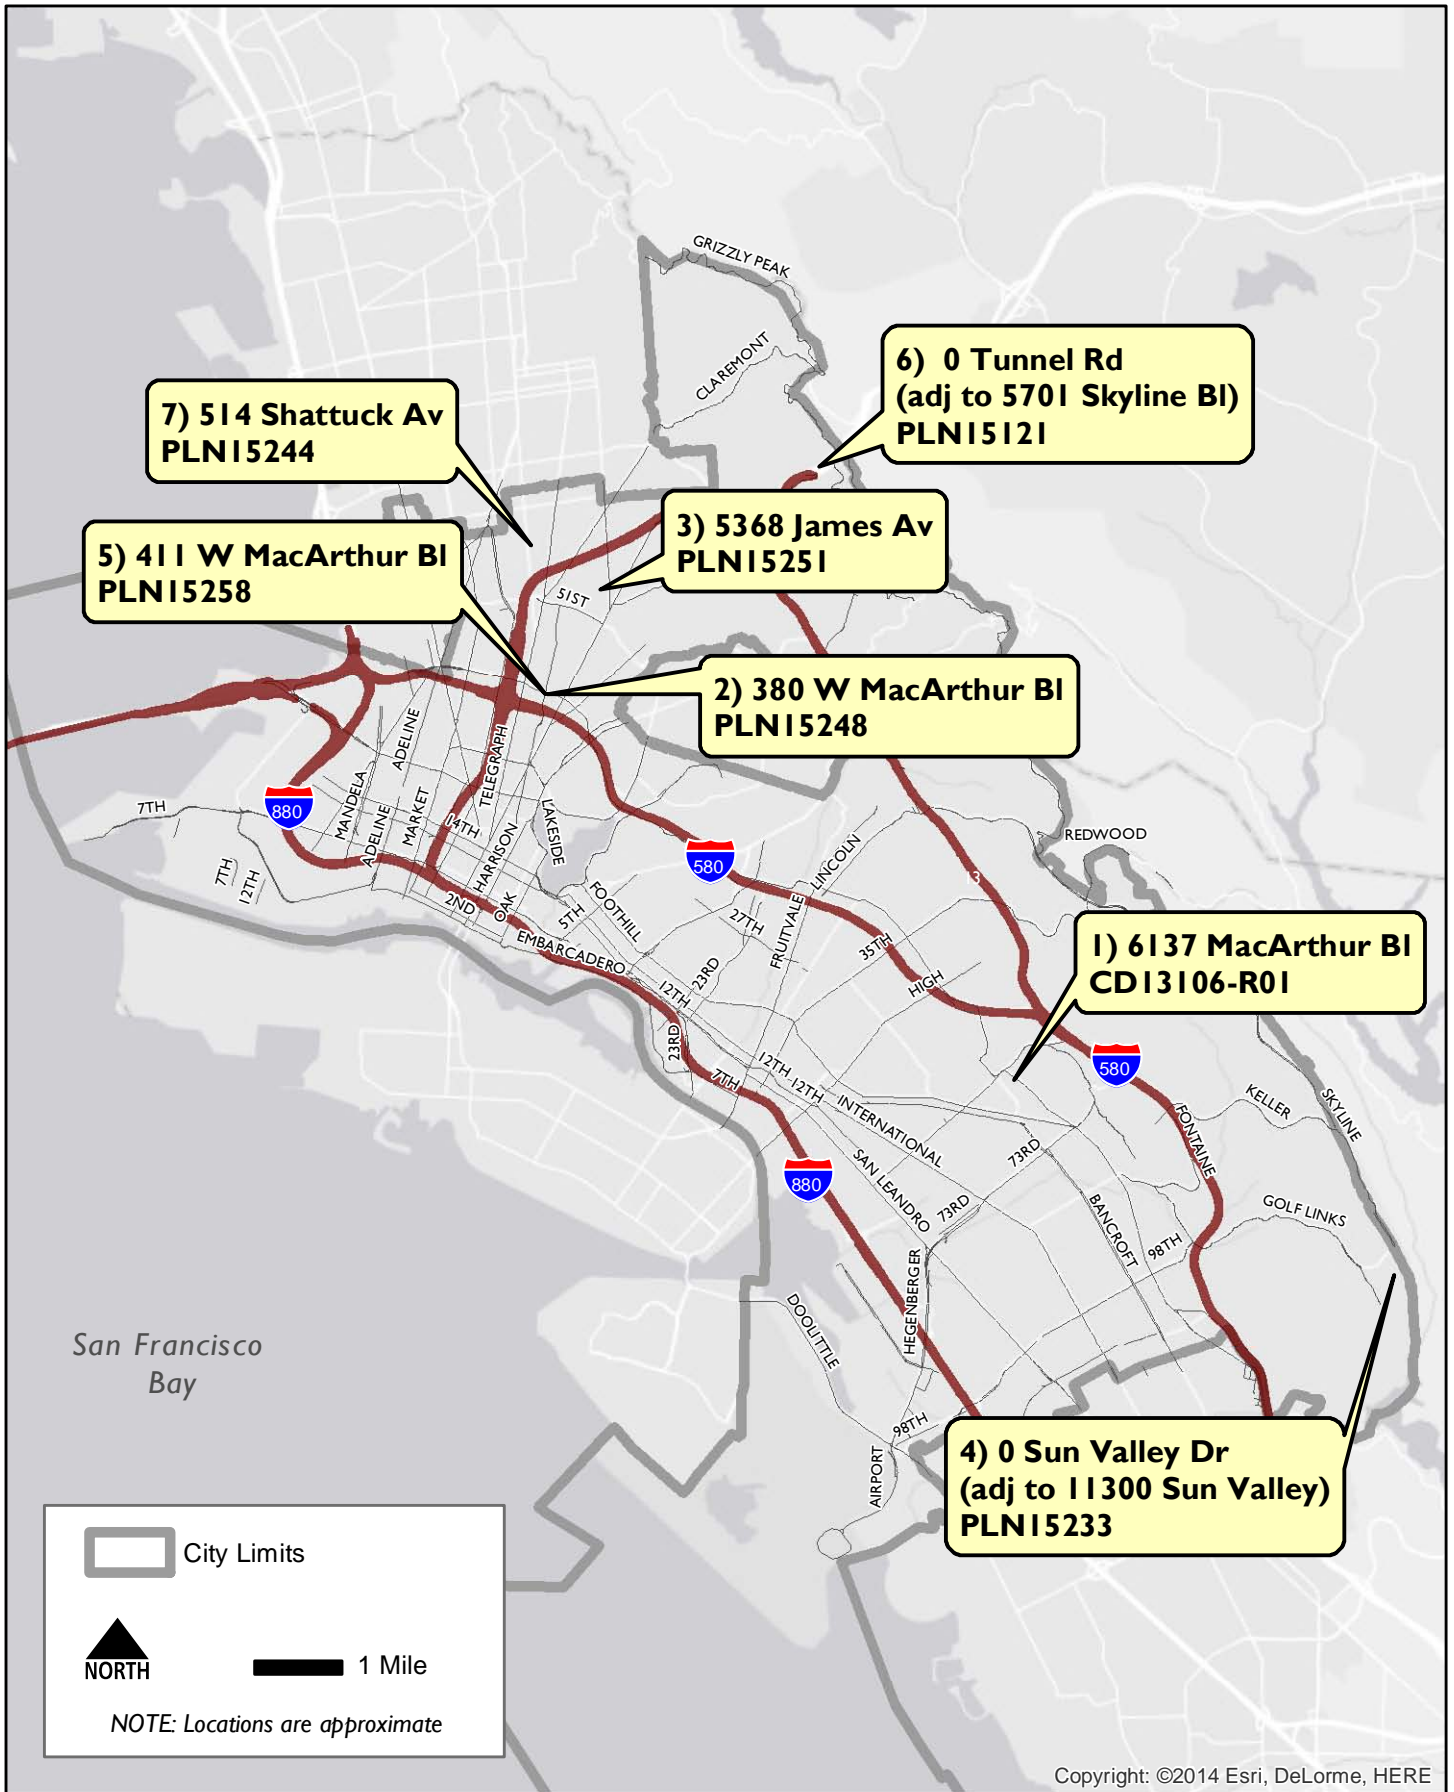 GRIZZLY PEAK
CLAREMONT
6) 0 Tunnel Rd
(adj to 5701 Skyline Bl)
PLN15121
7) 514 Shattuck Av
PLN15244
3) 5368 James Av
PLN15251
5) 411 W MacArthur Bl
PLN15258
51ST
2) 380 W MacArthur Bl
PLN15248
ADELINE
TELEGRAPH
MANDELA
880
7TH
ADELINE
MARKET
14TH
HARRISON
LAKESIDE
580
LINCOLN
REDWOOD
13
7TH
12TH
2ND
OAK
5TH
FOOTHILL
27TH
FRUITVALE
35TH
HIGH
EMBARCADERO
12TH
23RD
23RD
1) 6137 MacArthur Bl
CD13106-R01
7TH
12TH
12TH
INTERNATIONAL
580
KELLER
SKYLINE
FONTAINE
880
SAN LEANDRO
73RD
73RD
BANCROFT
98TH
GOLF LINKS
HEGENBERGER
DOOLITTLE
San Francisco
Bay
98TH
AIRPORT
4) 0 Sun Valley Dr
(adj to 11300 Sun Valley)
PLN15233
City Limits
NORTH
1 Mile
NOTE: Locations are approximate
Copyright: ©2014 Esri, DeLorme, HERE